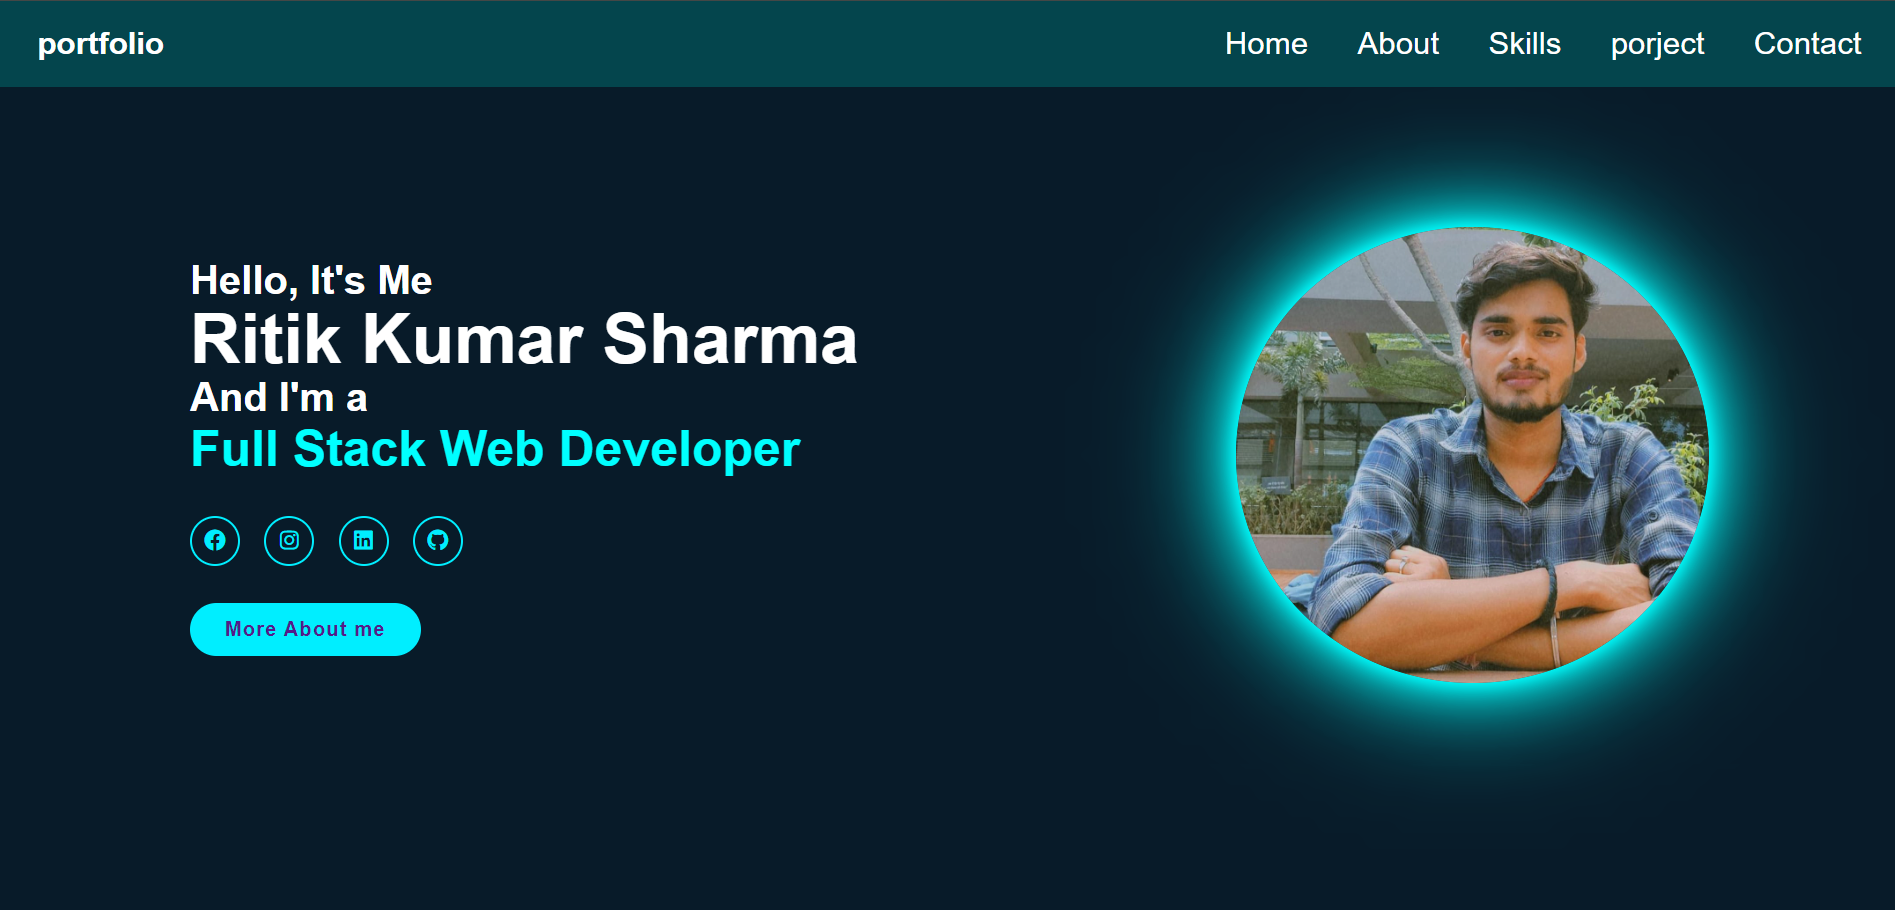 portfolio
Home About Skills porject Contact
Hello, It's Me
Ritik Kumar Sharma
And I'm a
Full Stack Web Developer
More About me